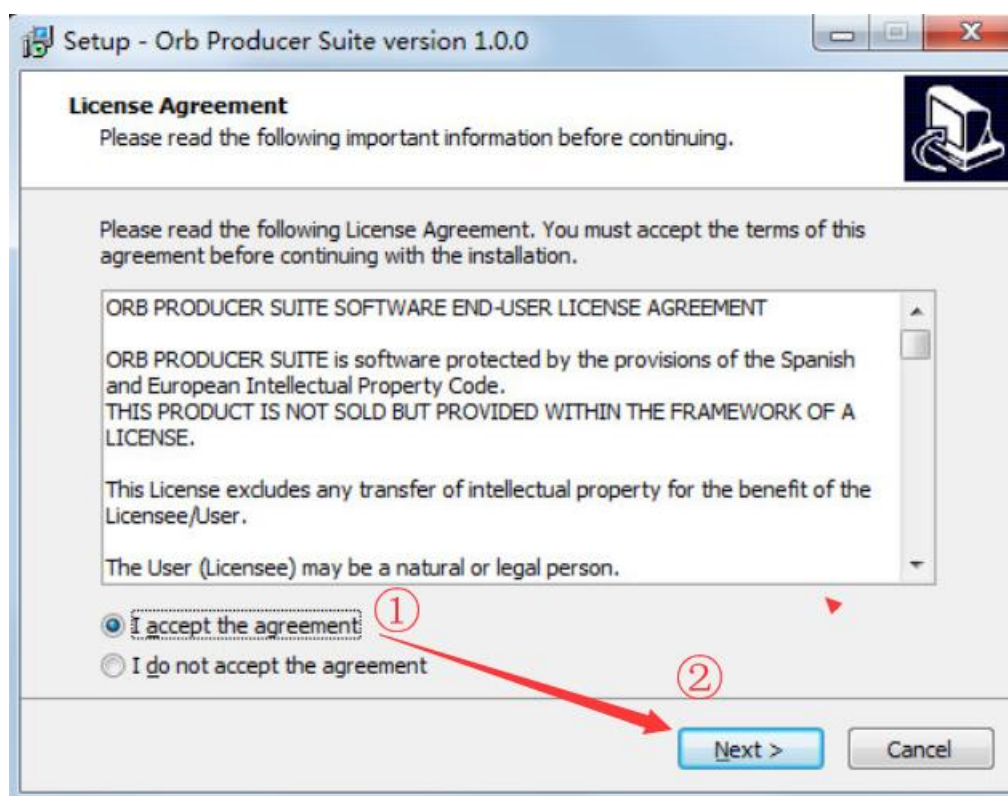 Setup - Orb Producer Suite version 1.0.0
License Agreement
Please read the following important information before continuing.
Please read the following License Agreement. You must accept the terms of this
agreement before continuing with the installation.
ORB PRODUCER SUITE SOFTWARE END-USER LICENSE AGREEMENT
ORB PRODUCER SUITE is software protected by the provisions of the Spanish
and European Intellectual Property Code.
THIS PRODUCT IS NOT SOLD BUT PROVIDED WITHIN THE FRAMEWORK OF A
LICENSE.
This License excludes any transfer of intellectual property for the benefit of the
Licensee/User.
The User (Licensee) may be a natural or legal person.
I accept the agreement ①
I do not accept the agreement
②
Next > Cancel